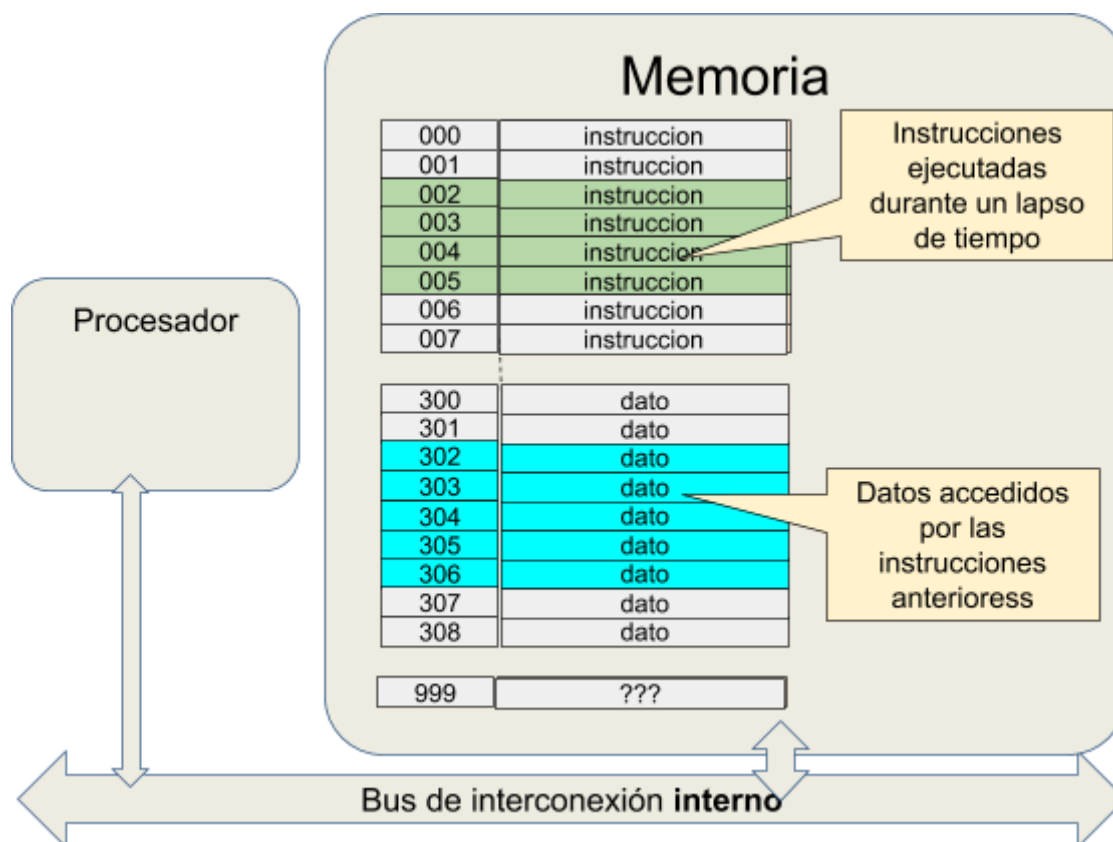 Memoria
000 instruccion
001 instruccion
002 instruccion
003 instruccion
004 instruccion
005 instruccion
006 instruccion
007 instruccion
Instrucciones
ejecutadas
durante un lapso
de tiempo
Procesador
300 dato
301 dato
302 dato
303 dato
304 dato
305 dato
306 dato
307 dato
308 dato
Datos accedidos
por las
instrucciones
anterioress
999 ???
Bus de interconexión interno